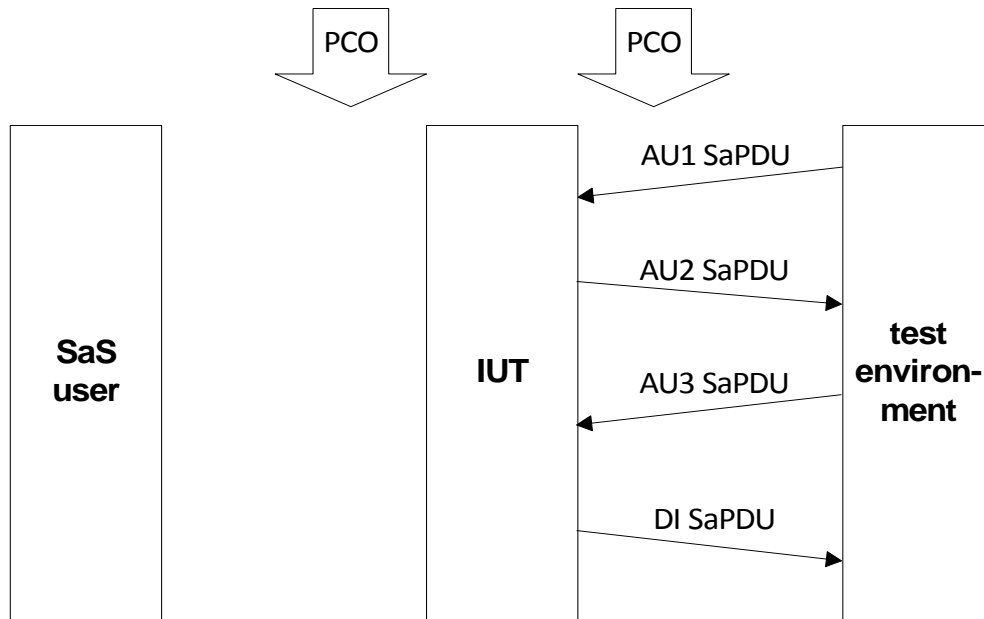 PCO
PCO
AU1 SaPDU
AU2 SaPDU
SaS
user
IUT
test
environ-
ment
AU3 SaPDU
DI SaPDU